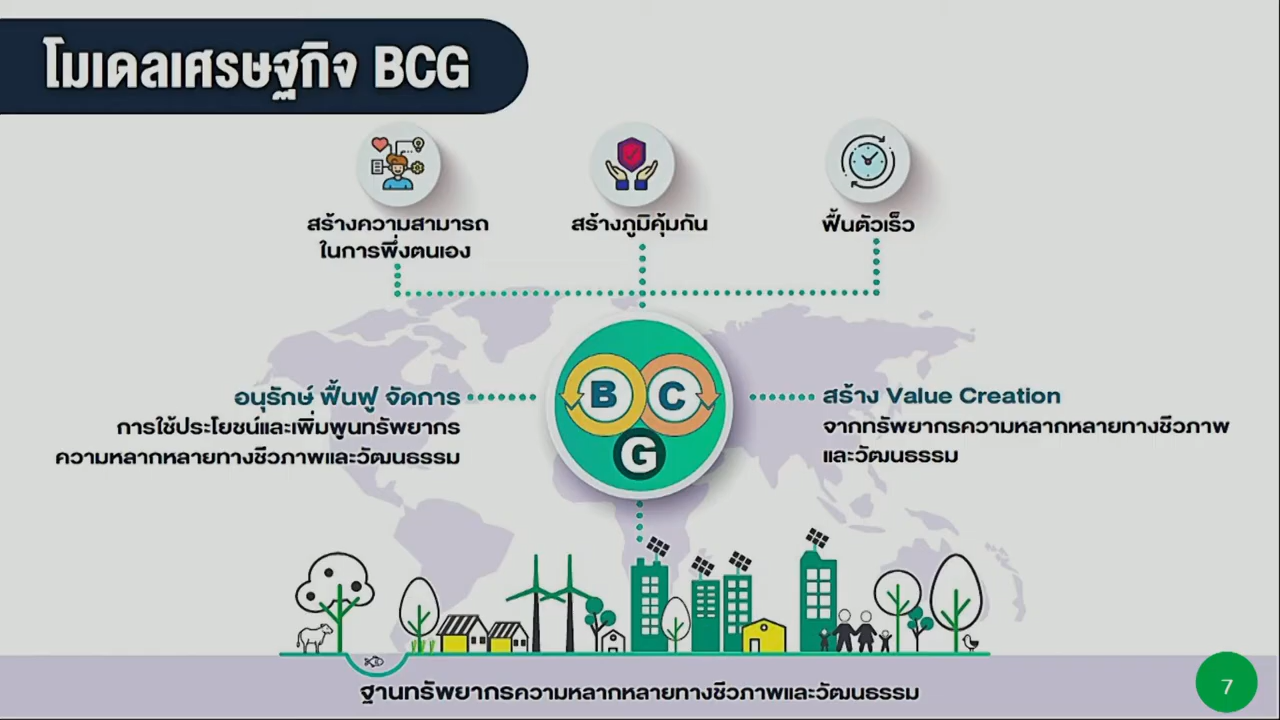 โมเดลเศรษฐกิจ BCG
สร้างความสามารถ
ในการพึ่งตนเอง
สร้างภูมิคุ้มกัน
ฟื้นตัวเร็ว
อนุรักษ์ ฟื้นฟู จัดการ
การใช้ประโยชน์และเพิ่มพูนทรัพยากร
ความหลากหลายทางชีวภาพและวัฒนธรรม
B C
G
สร้าง Value Creation
จากทรัพยากรความหลากหลายทางชีวภาพ
และวัฒนธรรม
ฐานทรัพยากรความหลากหลายทางชีวภาพและวัฒนธรรม
7